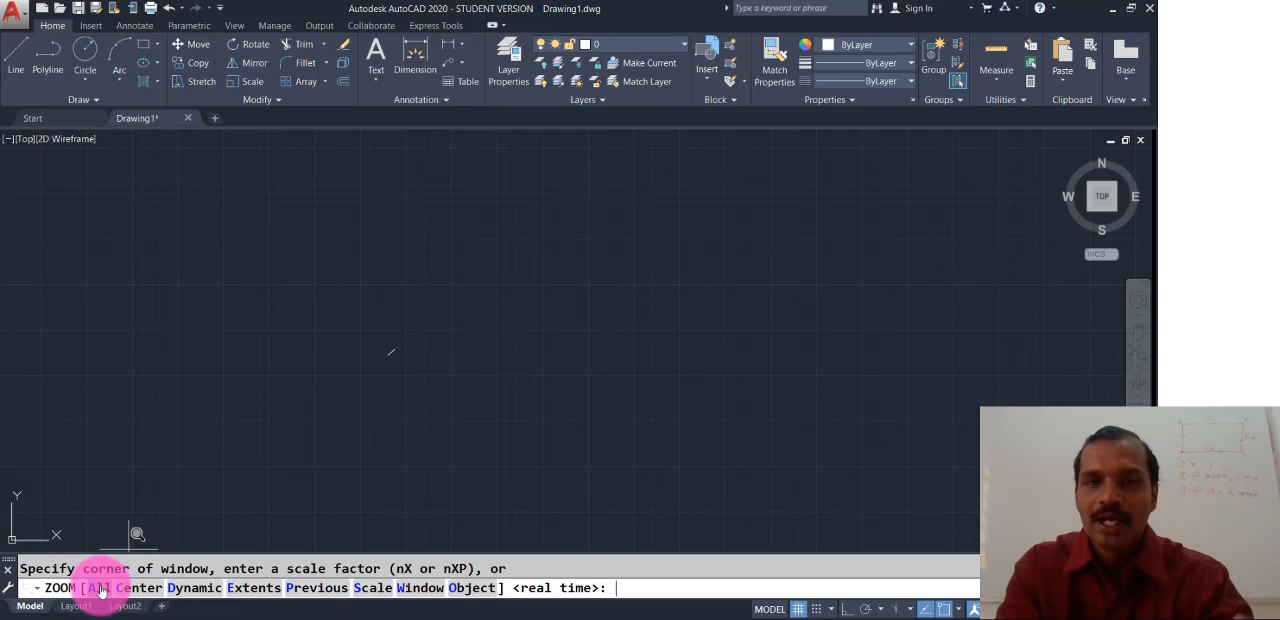 Autodesk AutoCAD 2020 - STUDENT VERSION Drawing1.dwg
Type a keyword or phrase
Sign In
Home Insert Annotate Parametric View Manage Output Collaborate Express Tools
Line Polyline Circle Arc
Move Rotate Trim
Copy Mirror Fillet
Stretch Scale Array
Text Dimension Table
Layer Properties
0
Make Current
Match Layer
Insert
Match Properties
ByLayer
ByLayer
ByLayer
Group
Measure
Paste
Base
Draw Modify Annotation Layers Block Properties Groups Utilities Clipboard View
Start Drawing1*
[−][Top][2D Wireframe]
N
W TOP E
S
WCS
Y
X
Specify corner of window, enter a scale factor (nX or nXP), or
ZOOM [All Center Dynamic Extents Previous Scale Window Object] <real time>:
Model Layout1 Layout2 +
MODEL